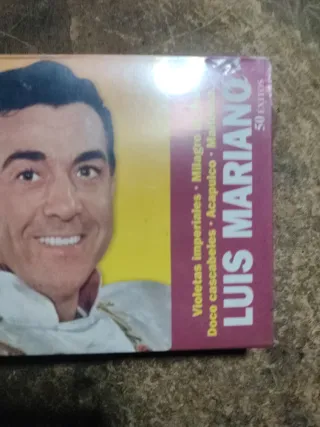 Violetas Imperiales • Milagro
Doce cascabeles • Acapulco •
LUIS MARIANO
50 EXITOS